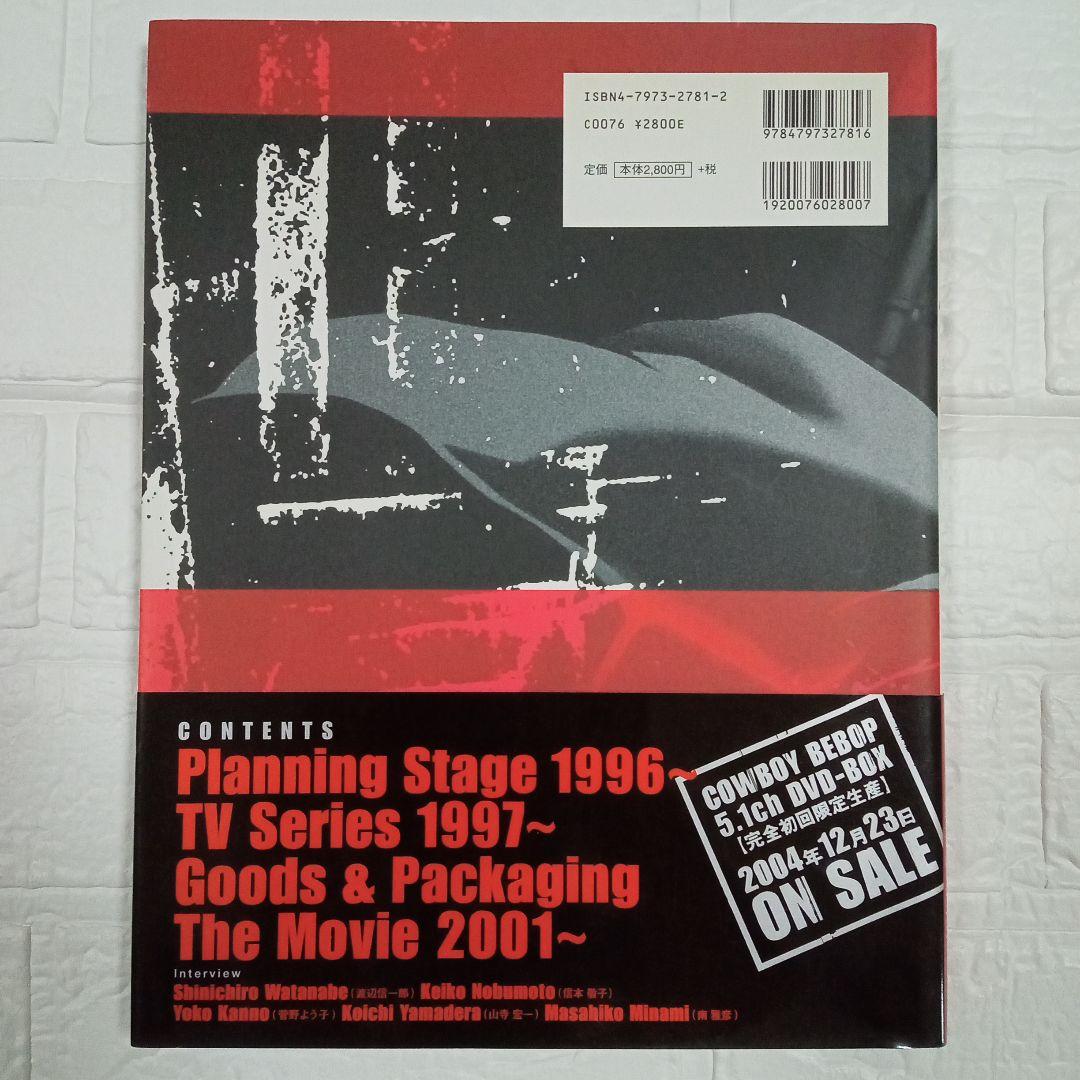 ISBN4-7973-2781-2
C0076 ¥2800E
9784797327816
定価 本体2,800円 +税
1920076028007
CONTENTS
Planning Stage 1996~
TV Series 1997~
Goods & Packaging
The Movie 2001~
COWBOY BEBOP
5.1ch DVD-BOX
【完全初回限定生産】
2004年12月23日
ON SALE
Interview
Shinichiro Watanabe(渡辺信一郎) Keiko Nobumoto(信本 敬子)
Yoko Kanno(菅野よう子) Koichi Yamadera(山寺 宏一) Masahiko Minami(南 雅彦)